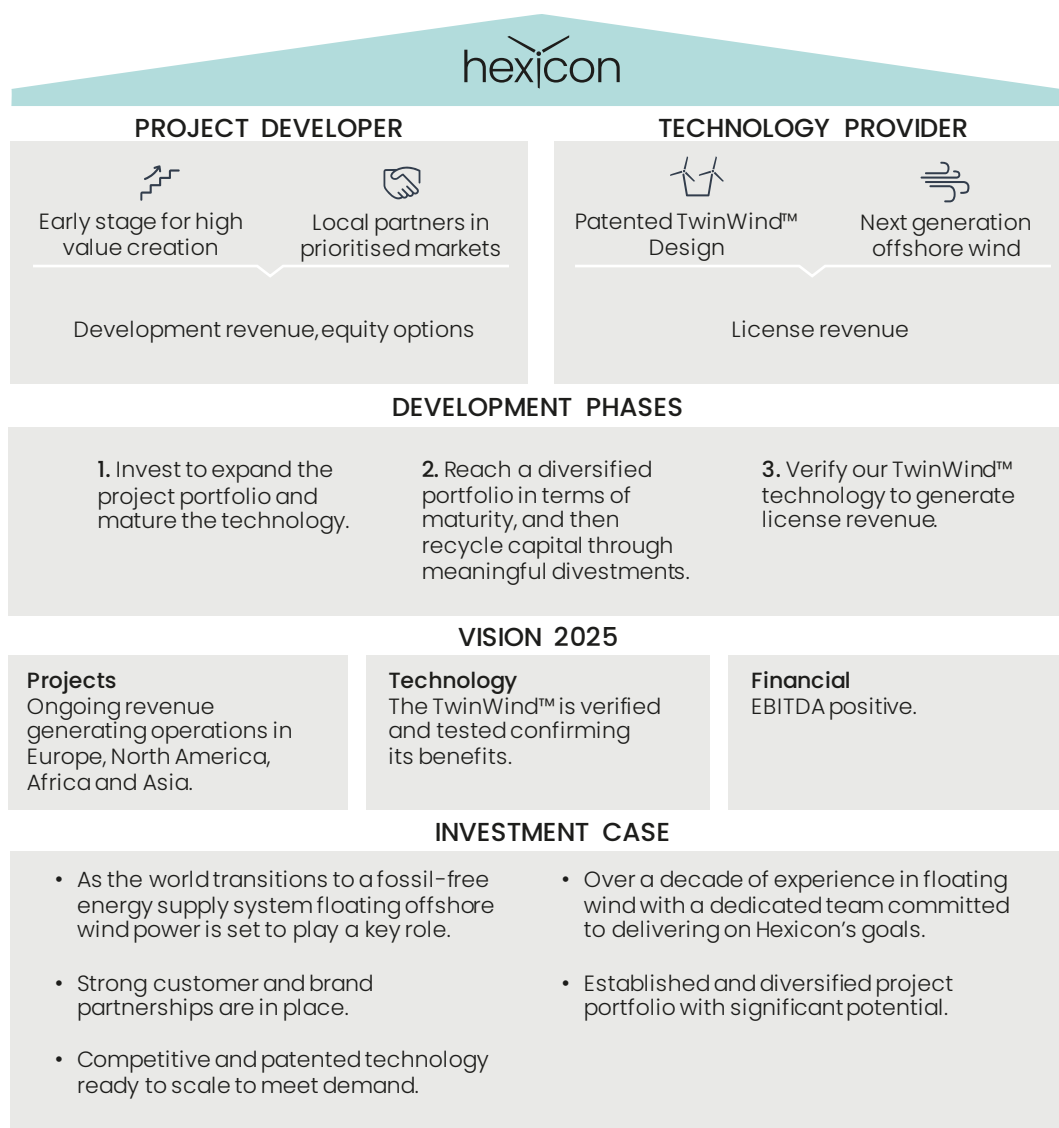 hexicon
PROJECT DEVELOPER
Early stage for high
value creation
Local partners in
prioritised markets
Development revenue, equity options
TECHNOLOGY PROVIDER
Patented TwinWind™
Design
Next generation
offshore wind
License revenue
DEVELOPMENT PHASES
1. Invest to expand the
project portfolio and
mature the technology.
2. Reach a diversified
portfolio in terms of
maturity, and then
recycle capital through
meaningful divestments.
3. Verify our TwinWind™
technology to generate
license revenue.
VISION 2025
Projects
Ongoing revenue
generating operations in
Europe, North America,
Africa and Asia.
Technology
The TwinWind™ is verified
and tested confirming
its benefits.
Financial
EBITDA positive.
INVESTMENT CASE
• As the world transitions to a fossil-free
energy supply system floating offshore
wind power is set to play a key role.
• Strong customer and brand
partnerships are in place.
• Competitive and patented technology
ready to scale to meet demand.
• Over a decade of experience in floating
wind with a dedicated team committed
to delivering on Hexicon's goals.
• Established and diversified project
portfolio with significant potential.